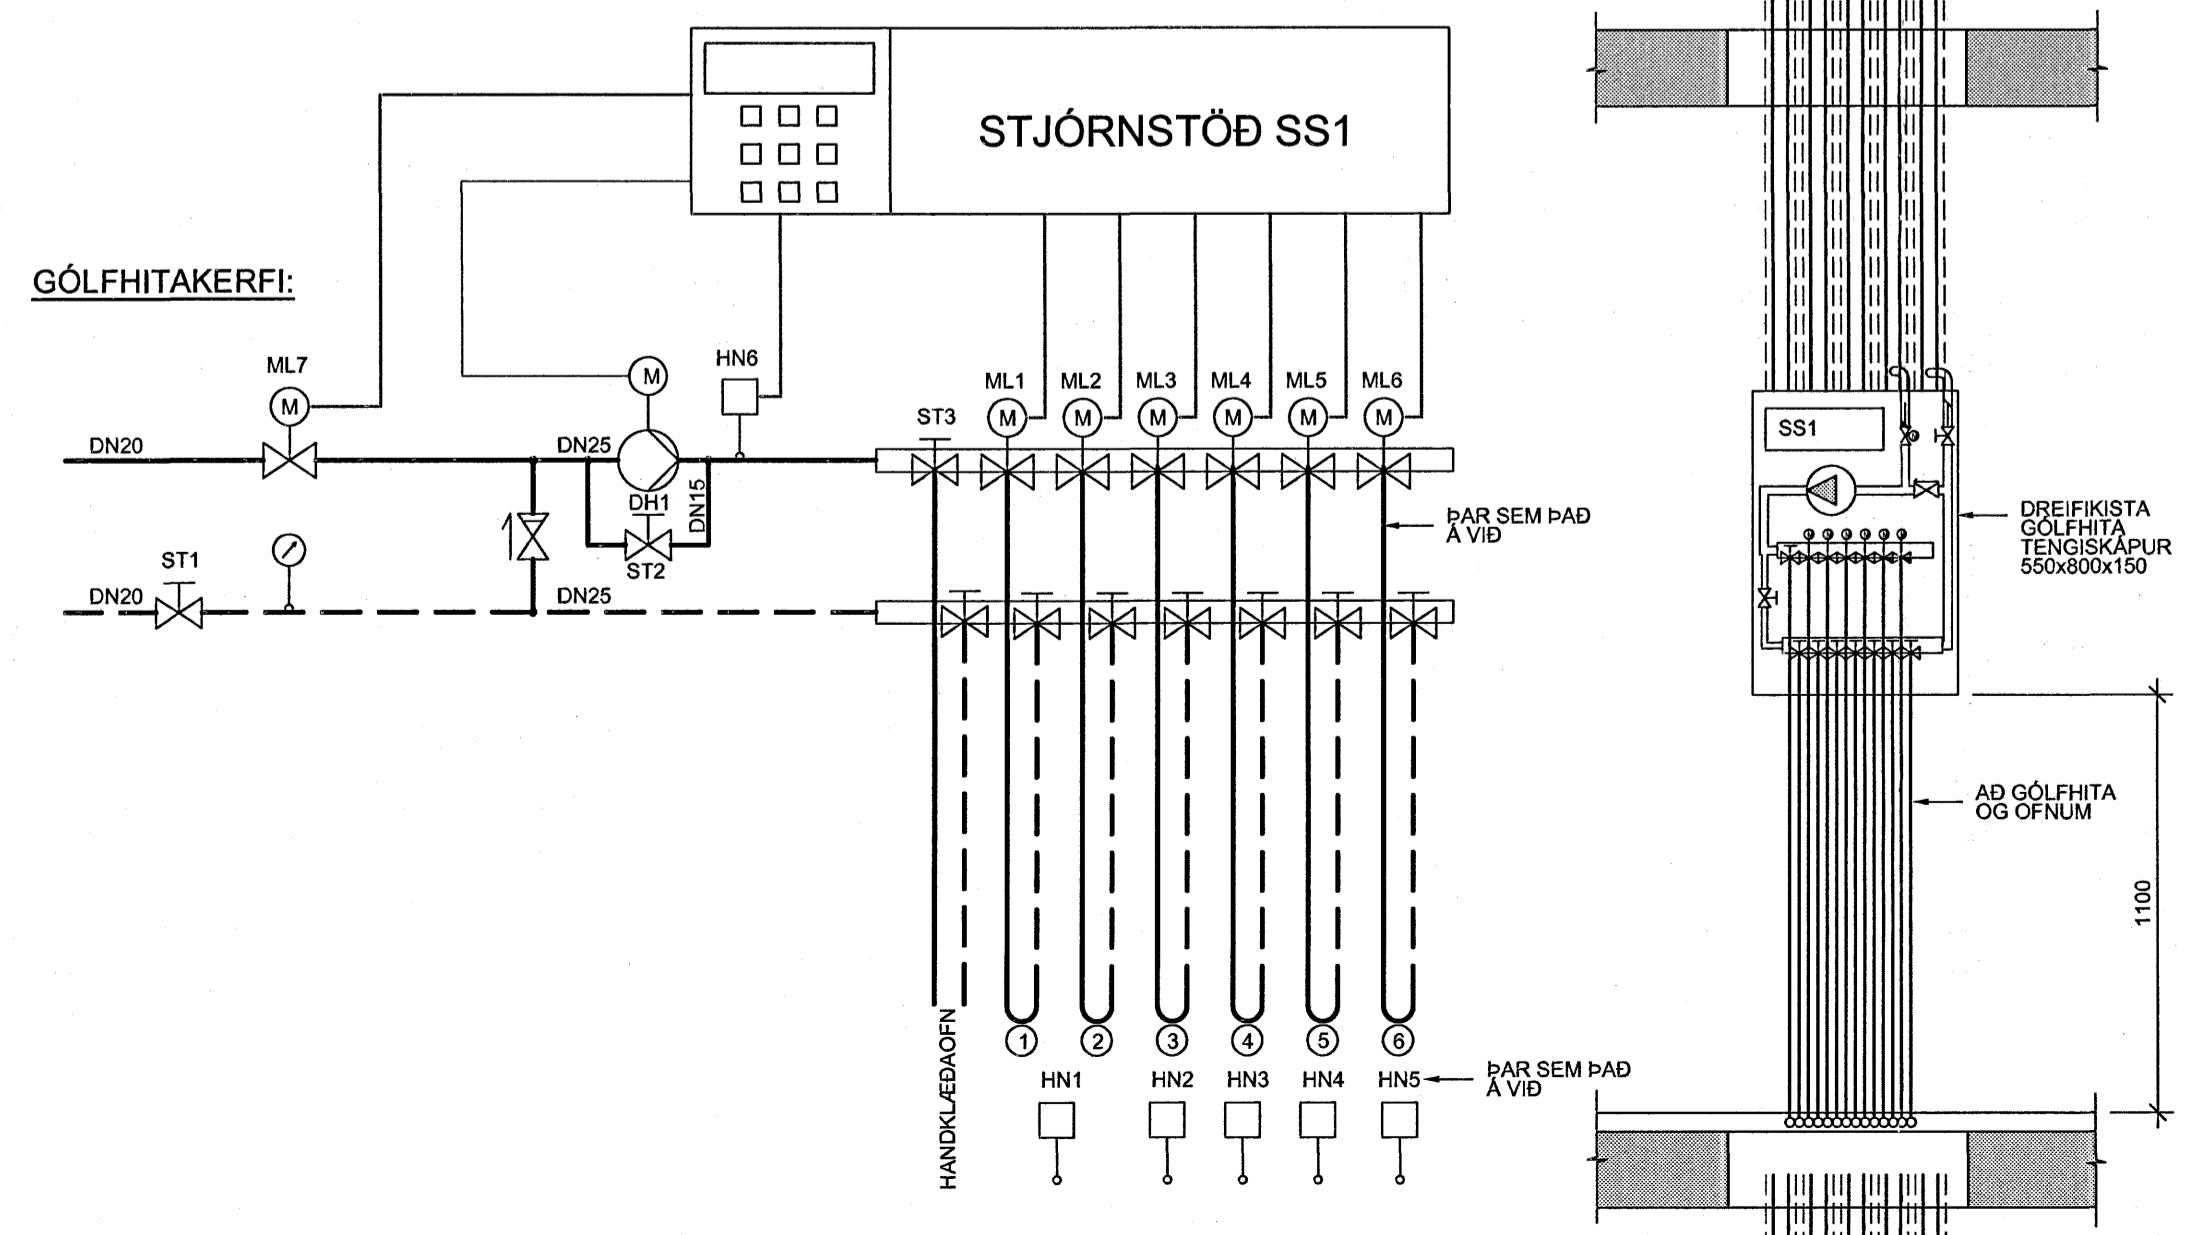 STJÓRNSTÖÐ SS1
GÓLFHITAKERFI:
ML7
M
M
HN6
ML1
ML2
ML3
ML4
ML5
ML6
M
M
M
M
M
M
ST3
DN20
DN25
DH1
DN15
ST2
ST1
DN20
DN25
ÞAR SEM ÞAÐ
Á VIÐ
HANDKLÆÐAOFN
1
2
3
4
5
6
HN1
HN2
HN3
HN4
HN5
ÞAR SEM ÞAÐ
Á VIÐ
SS1
DREIFIKISTA
GÓLFHITA
TENGISKÁPUR
550x800x150
AÐ GÓLFHITA
OG OFNUM
1100